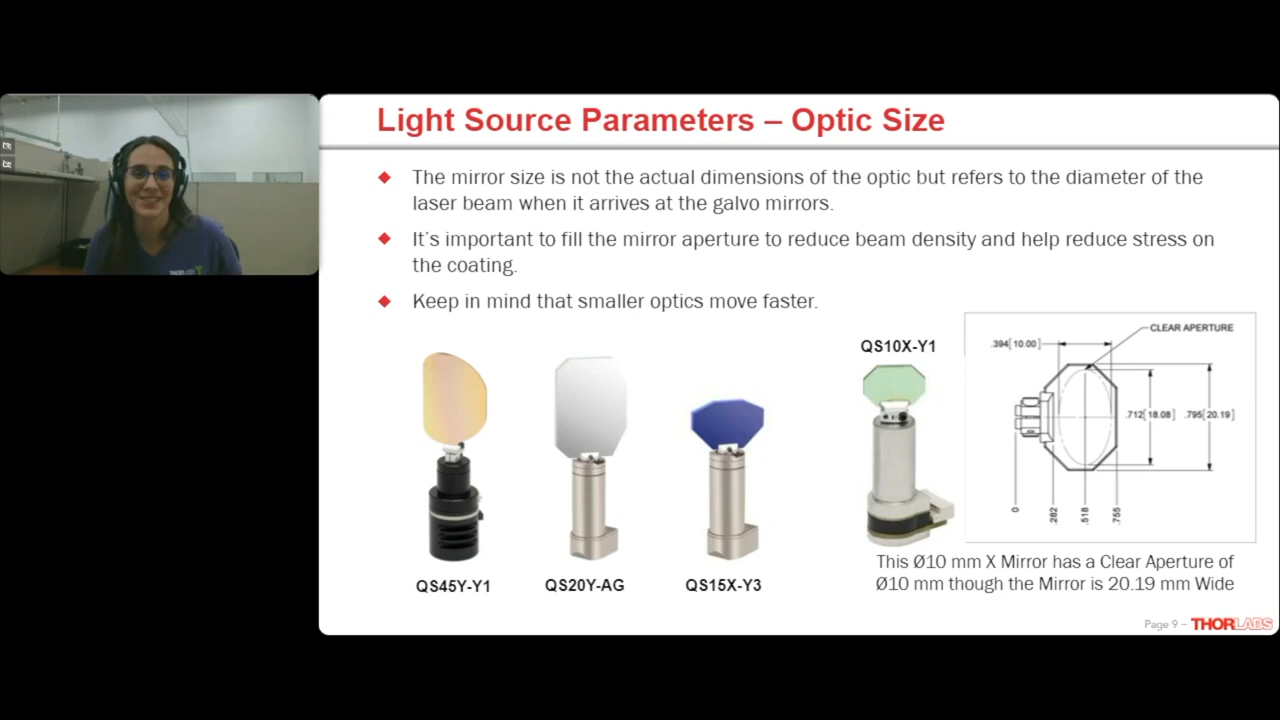 Light Source Parameters – Optic Size
The mirror size is not the actual dimensions of the optic but refers to the diameter of the
laser beam when it arrives at the galvo mirrors.
It's important to fill the mirror aperture to reduce beam density and help reduce stress on
the coating.
Keep in mind that smaller optics move faster.
QS10X-Y1
CLEAR APERTURE
.394[ 10.00]
.712[ 18.08]
.795[ 20.19]
0
.282
.518
.755
QS45Y-Y1
QS20Y-AG
QS15X-Y3
This Ø10 mm X Mirror has a Clear Aperture of
Ø10 mm though the Mirror is 20.19 mm Wide
Page 9 – THORLABS